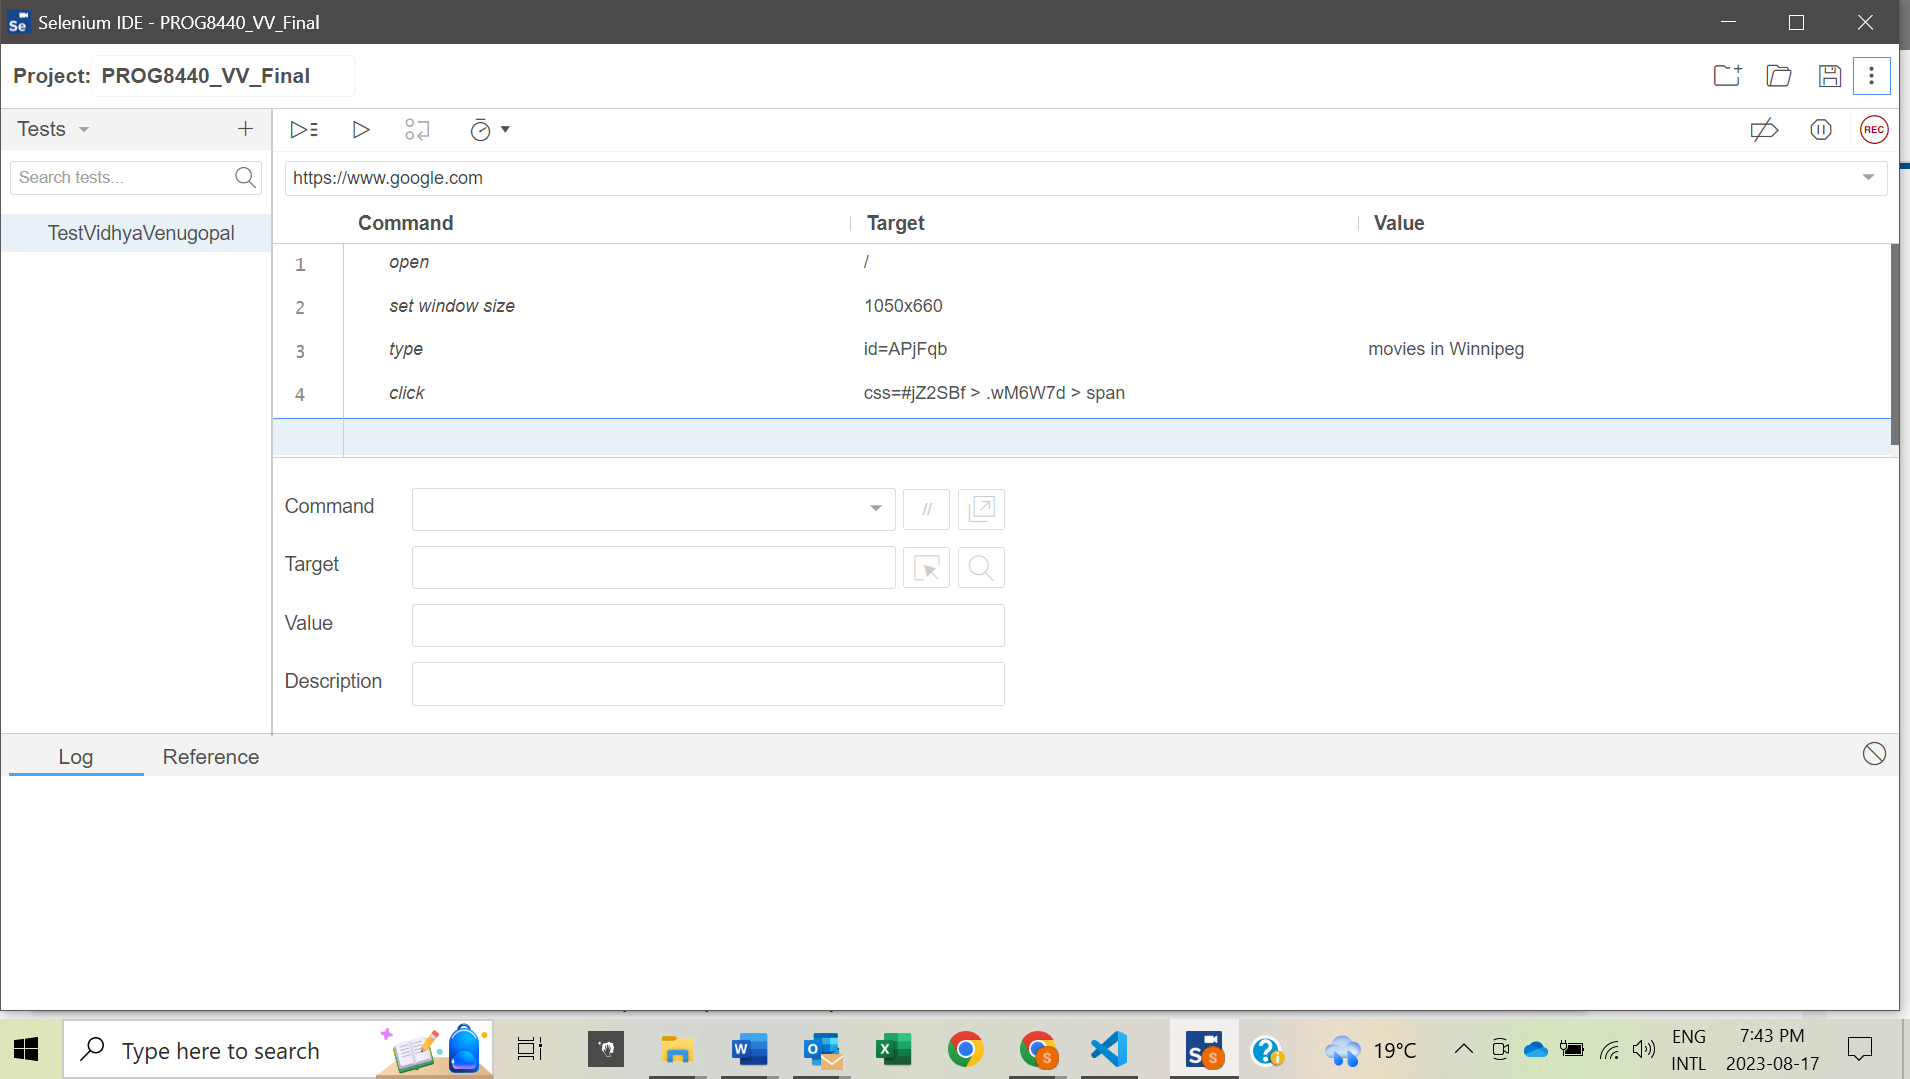 Se Selenium IDE - PROG8440_VV_Final
Project: PROG8440_VV_Final
Tests
Search tests...
TestVidhyaVenugopal
REC
https://www.google.com
Command Target Value
1 open /
2 set window size 1050x660
3 type id=APjFqb movies in Winnipeg
4 click css=#jZ2SBf > .wM6W7d > span
Command //
Target
Value
Description
Log Reference
Type here to search
19°C
ENG
INTL
7:43 PM
2023-08-17